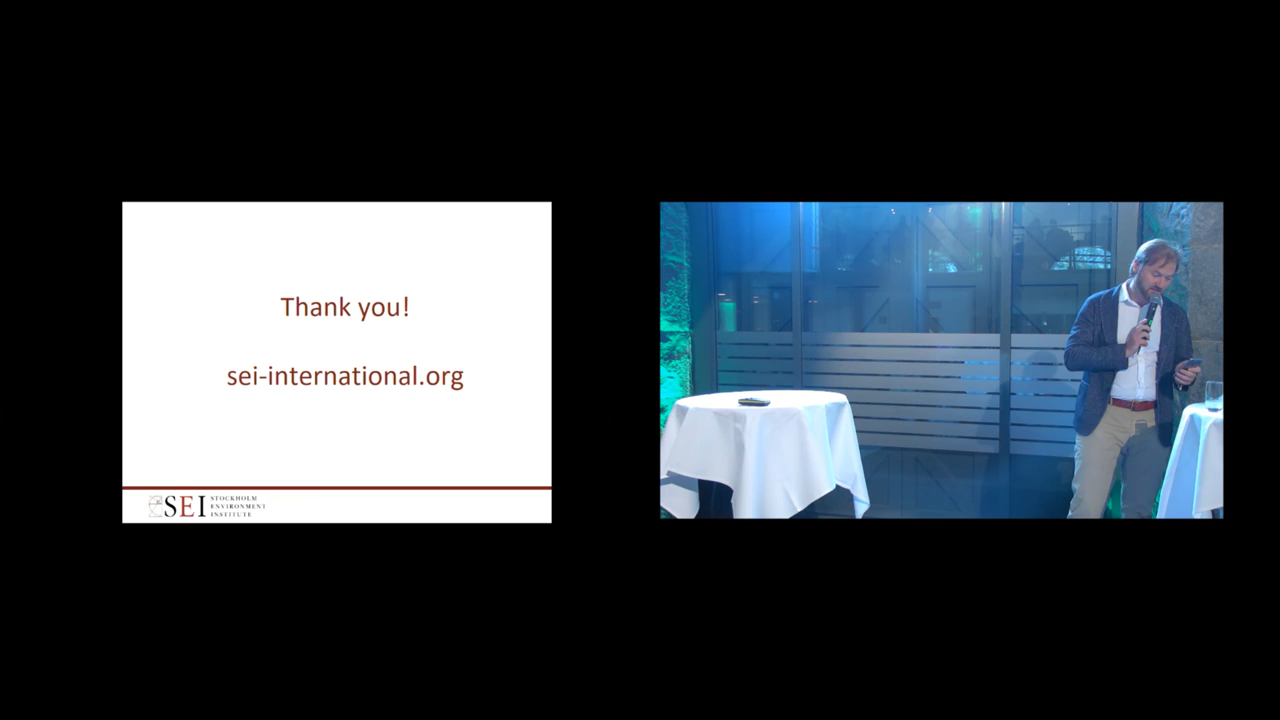 Thank you!
sei-international.org
SEI
STOCKHOLM
ENVIRONMENT
INSTITUTE